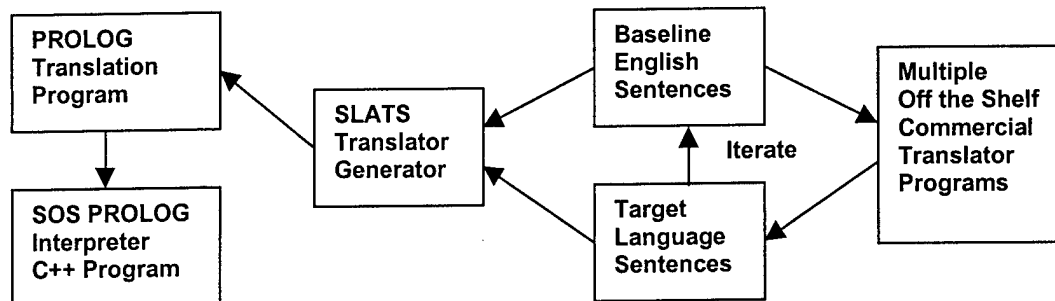 PROLOG
Translation
Program
SOS PROLOG
Interpreter
C++ Program
SLATS
Translator
Generator
Baseline
English
Sentences
Iterate
Target
Language
Sentences
Multiple
Off the Shelf
Commercial
Translator
Programs